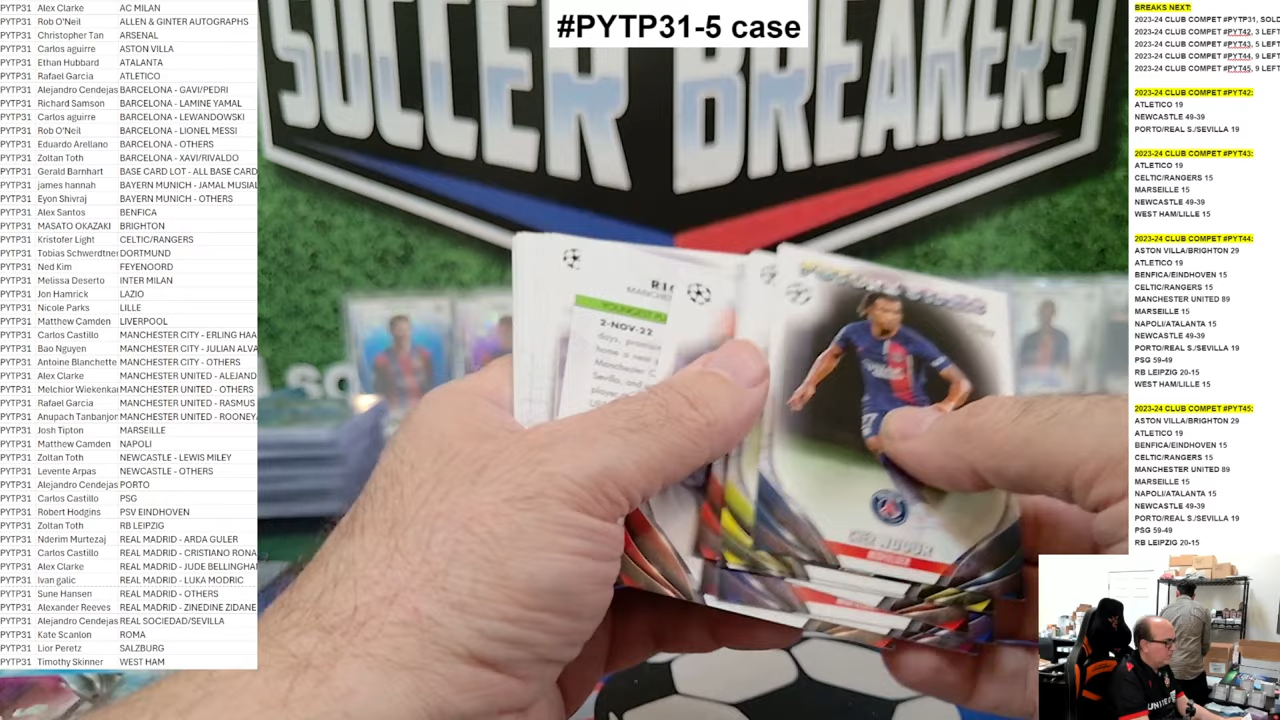 #PYTP31-5 case
SOCCER BREAKERS
PYTP31 Alex Clarke AC MILAN
PYTP31 Rob O'Neil ALLEN & GINTER AUTOGRAPHS
PYTP31 Christopher Tan ARSENAL
PYTP31 Carlos aguirre ASTON VILLA
PYTP31 Ethan Hubbard ATALANTA
PYTP31 Rafael Garcia ATLETICO
PYTP31 Alejandro Cendejas BARCELONA - GAVI/PEDRI
PYTP31 Richard Samson BARCELONA - LAMINE YAMAL
PYTP31 Carlos aguirre BARCELONA - LEWANDOWSKI
PYTP31 Rob O'Neil BARCELONA - LIONEL MESSI
PYTP31 Eduardo Arellano BARCELONA - OTHERS
PYTP31 Zoltan Toth BARCELONA - XAVI/RIVALDO
PYTP31 Gerald Barnhart BASE CARD LOT - ALL BASE CARD
PYTP31 james hannah BAYERN MUNICH - JAMAL MUSIAL
PYTP31 Eyon Shivraj BAYERN MUNICH - OTHERS
PYTP31 Alex Santos BENFICA
PYTP31 MASATO OKAZAKI BRIGHTON
PYTP31 Kristofer Light CELTIC/RANGERS
PYTP31 Tobias Schwerdtner DORTMUND
PYTP31 Ned Kim FEYENOORD
PYTP31 Melissa Deserto INTER MILAN
PYTP31 Jon Hamrick LAZIO
PYTP31 Nicole Parks LILLE
PYTP31 Matthew Camden LIVERPOOL
PYTP31 Carlos Castillo MANCHESTER CITY - ERLING HAA
PYTP31 Bao Nguyen MANCHESTER CITY - JULIAN ALVA
PYTP31 Antoine Blanchette MANCHESTER CITY - OTHERS
PYTP31 Alex Clarke MANCHESTER UNITED - ALEJAND
PYTP31 Melchior Wiekenkar MANCHESTER UNITED - OTHERS
PYTP31 Rafael Garcia MANCHESTER UNITED - RASMUS
PYTP31 Anupach Tanbanjon MANCHESTER UNITED - ROONEY
PYTP31 Josh Tipton MARSEILLE
PYTP31 Matthew Camden NAPOLI
PYTP31 Zoltan Toth NEWCASTLE - LEWIS MILEY
PYTP31 Levente Arpas NEWCASTLE - OTHERS
PYTP31 Alejandro Cendejas PORTO
PYTP31 Carlos Castillo PSG
PYTP31 Robert Hodgins PSV EINDHOVEN
PYTP31 Zoltan Toth RB LEIPZIG
PYTP31 Nderim Murtezaj REAL MADRID - ARDA GULER
PYTP31 Carlos Castillo REAL MADRID - CRISTIANO RONA
PYTP31 Alex Clarke REAL MADRID - JUDE BELLINGHA
PYTP31 Ivan galic REAL MADRID - LUKA MODRIC
PYTP31 Sune Hansen REAL MADRID - OTHERS
PYTP31 Alexander Reeves REAL MADRID - ZINEDINE ZIDANE
PYTP31 Alejandro Cendejas REAL SOCIEDAD/SEVILLA
PYTP31 Kate Scanlon ROMA
PYTP31 Lior Peretz SALZBURG
PYTP31 Timothy Skinner WEST HAM
2-NOV-22
BREAKS NEXT:
2023-24 CLUB COMPET #PYTP31, SOLD
2023-24 CLUB COMPET #PYT42, 3 LEFT
2023-24 CLUB COMPET #PYT43, 5 LEFT
2023-24 CLUB COMPET #PYT44, 9 LEFT
2023-24 CLUB COMPET #PYT45, 9 LEFT
2023-24 CLUB COMPET #PYT42:
ATLETICO 19
NEWCASTLE 49-39
PORTO/REAL S./SEVILLA 19
2023-24 CLUB COMPET #PYT43:
ATLETICO 19
CELTIC/RANGERS 15
MARSEILLE 15
NEWCASTLE 49-39
WEST HAM/LILLE 15
2023-24 CLUB COMPET #PYT44:
ASTON VILLA/BRIGHTON 29
ATLETICO 19
BENFICA/EINDHOVEN 15
CELTIC/RANGERS 15
MANCHESTER UNITED 89
MARSEILLE 15
NAPOLI/ATALANTA 15
NEWCASTLE 49-39
PORTO/REAL S./SEVILLA 19
PSG 59-49
RB LEIPZIG 20-15
WEST HAM/LILLE 15
2023-24 CLUB COMPET #PYT45:
ASTON VILLA/BRIGHTON 29
ATLETICO 19
BENFICA/EINDHOVEN 15
CELTIC/RANGERS 15
MANCHESTER UNITED 89
MARSEILLE 15
NAPOLI/ATALANTA 15
NEWCASTLE 49-39
PORTO/REAL S./SEVILLA 19
PSG 59-49
RB LEIPZIG 20-15